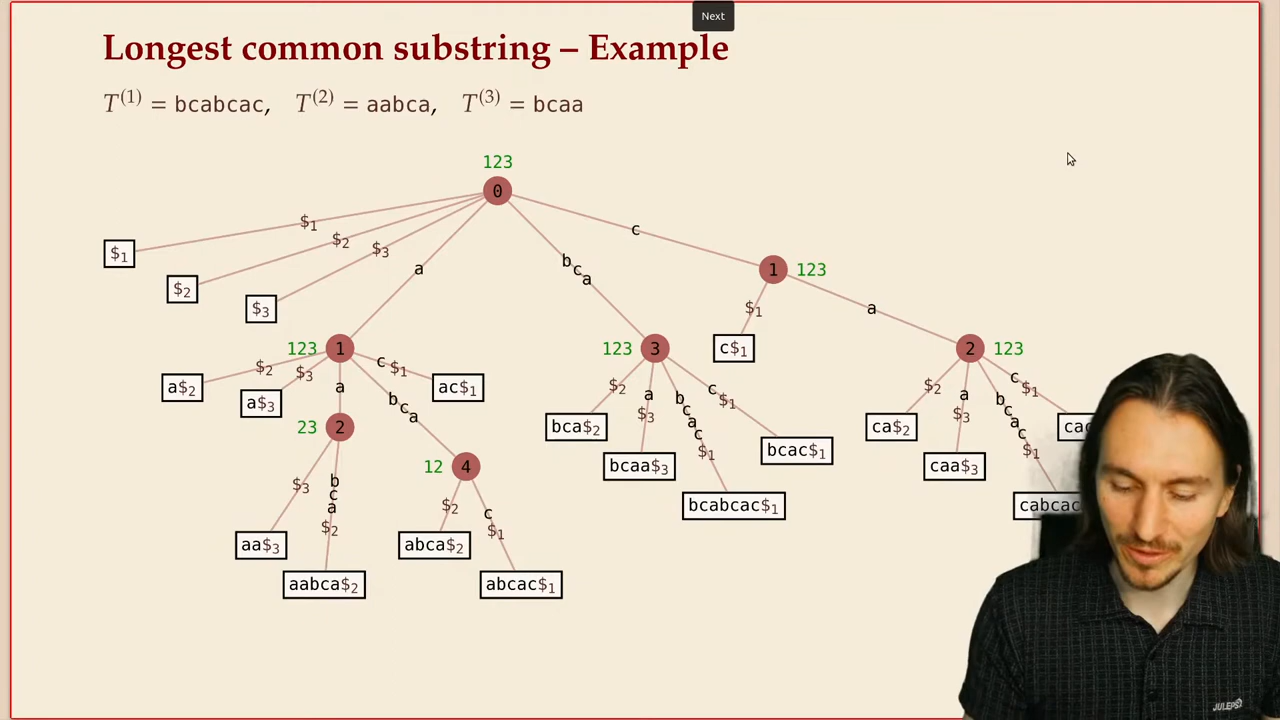 Next
Longest common substring – Example
T⁽¹⁾ = bcabcac, T⁽²⁾ = aabca, T⁽³⁾ = bcaa
123
0
$₁
$₂
$₃
a
bca
c
$₁
$₂
$₃
1 123
$₁
a
c$₁
123 1
$₂
$₃
a
bca
c$₁
a$₂
a$₃
ac$₁
123 3
$₂
a$₃
bcac$₁
c$₁
bca$₂
bcaa$₃
bcabcac$₁
bcac$₁
2 123
$₂
a$₃
bcac$₁
c$₁
ca$₂
caa$₃
cabcac
cac
23 2
$₃
bca$₂
aa$₃
aabca$₂
12 4
$₂
c$₁
abca$₂
abcac$₁
JULEPS